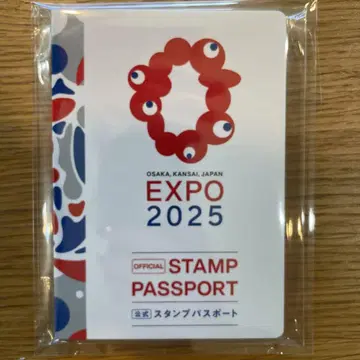 OSAKA, KANSAI, JAPAN
EXPO
2025
OFFICIAL STAMP
PASSPORT
公式 スタンプパスポート